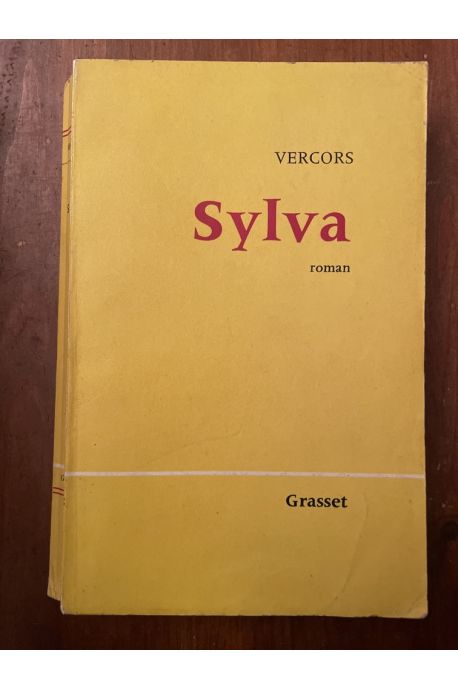 VERCORS
Sylva
roman
Grasset